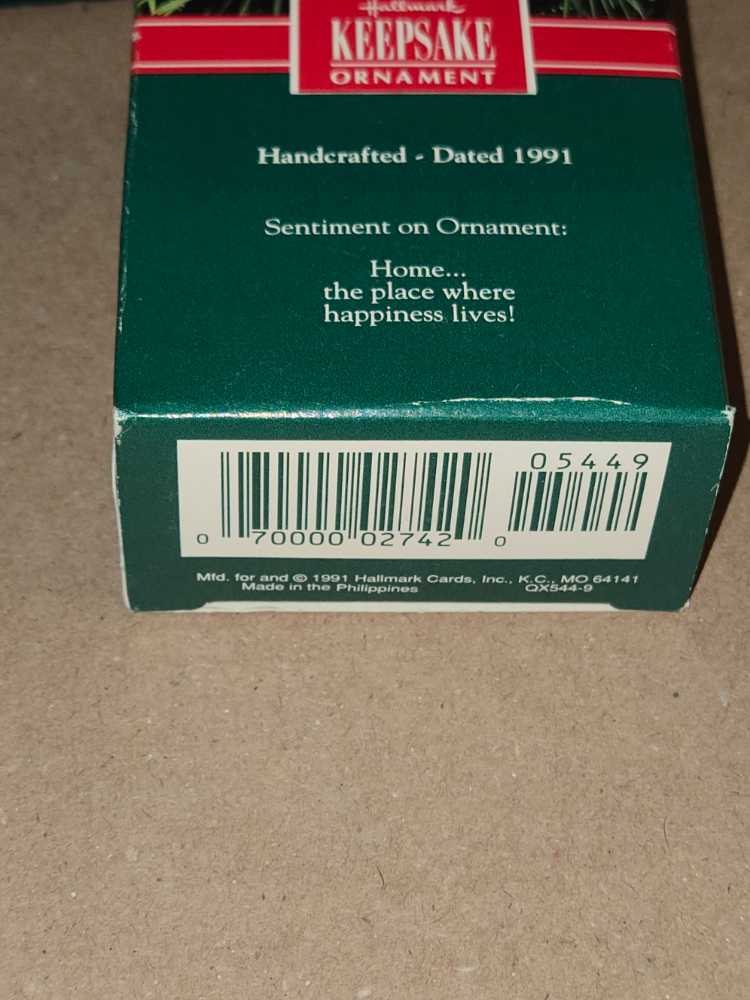 Hallmark
KEEPSAKE
ORNAMENT
Handcrafted - Dated 1991
Sentiment on Ornament:
Home...
the place where
happiness lives!
05449
0 70000 02742 0
Mfd. for and © 1991 Hallmark Cards, Inc., K.C., MO 64141
Made in the Philippines QX544-9